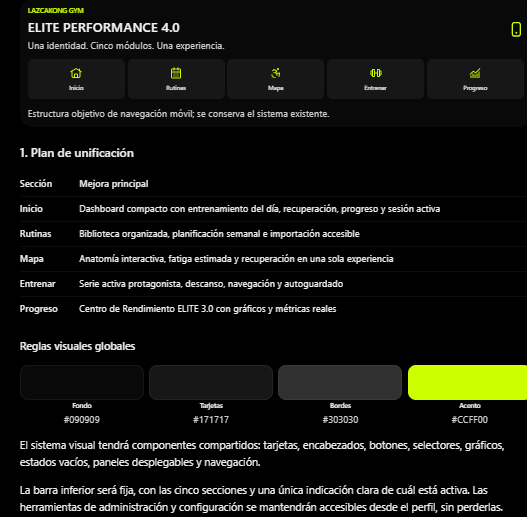 LAZCAKONG GYM
ELITE PERFORMANCE 4.0
Una identidad. Cinco módulos. Una experiencia.
Inicio Rutinas Mapa Entrenar Progreso
Estructura objetivo de navegación móvil; se conserva el sistema existente.
1. Plan de unificación
Sección Mejora principal
Inicio Dashboard compacto con entrenamiento del día, recuperación, progreso y sesión activa
Rutinas Biblioteca organizada, planificación semanal e importación accesible
Mapa Anatomía interactiva, fatiga estimada y recuperación en una sola experiencia
Entrenar Serie activa protagonista, descanso, navegación y autoguardado
Progreso Centro de Rendimiento ELITE 3.0 con gráficos y métricas reales
Reglas visuales globales
Fondo Tarjetas Bordes Acento
#090909 #171717 #303030 #CCFF00
El sistema visual tendrá componentes compartidos: tarjetas, encabezados, botones, selectores, gráficos,
estados vacíos, paneles desplegables y navegación.
La barra inferior será fija, con las cinco secciones y una única indicación clara de cuál está activa. Las
herramientas de administración y configuración se mantendrán accesibles desde el perfil, sin perderlas.